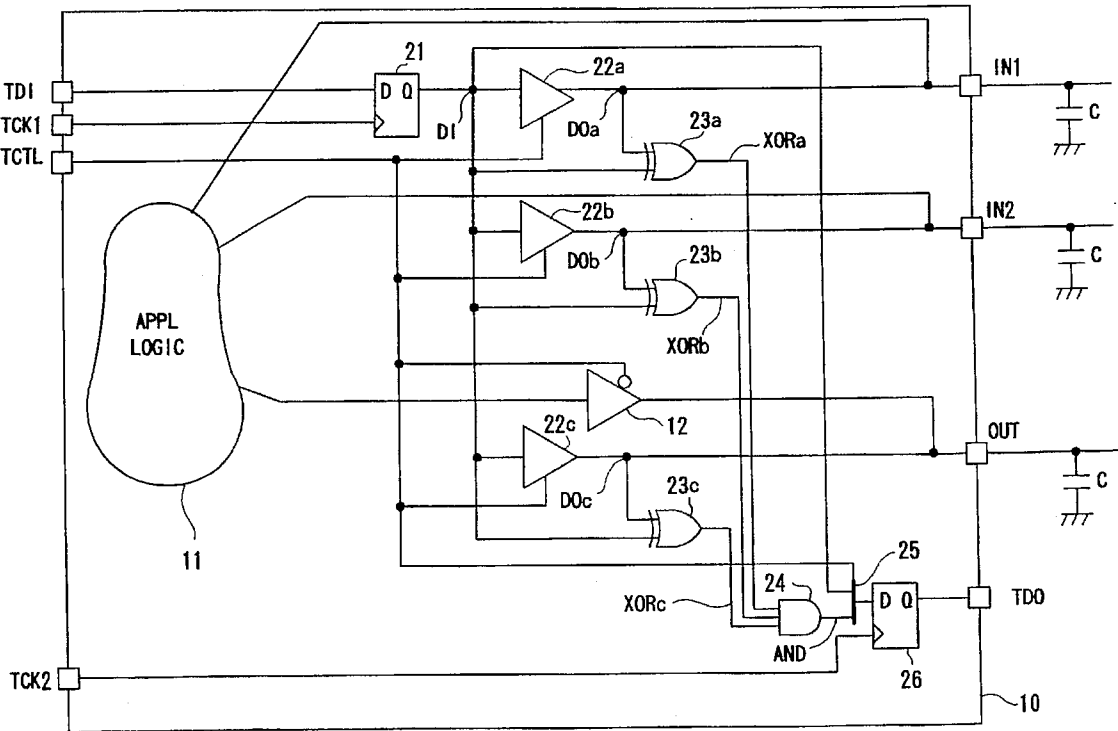 21
22a
IN1
TDI
D Q
C
TCK1
DI
DOa
23a
TCTL
XORa
22b
IN2
DOb
23b
C
APPL
LOGIC
XORb
12
22c
OUT
DOc
23c
C
11
25
24
XORc
D Q
TDO
AND
TCK2
26
10